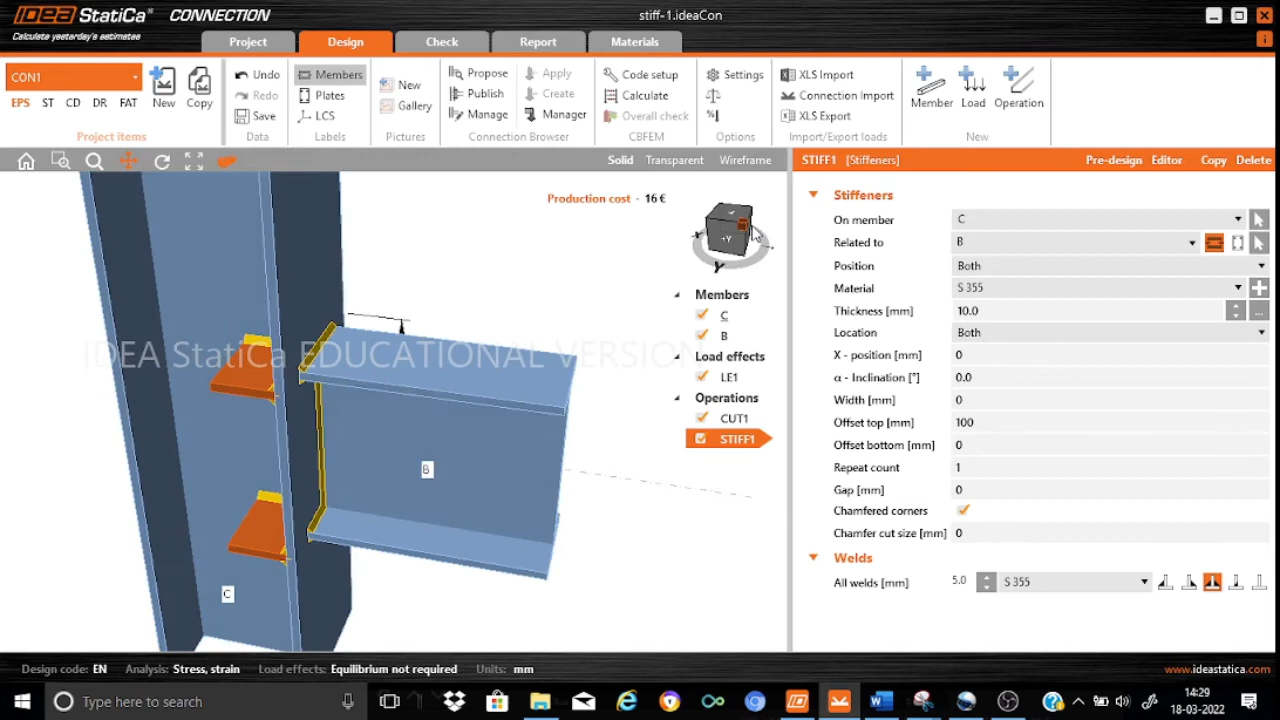 IDEA StatiCa® CONNECTION
Calculate yesterday's estimates
stiff-1.ideaCon
Project Design Check Report Materials
CON1
EPS ST CD DR FAT
New Copy
Project items
Undo
Redo
Save
Data
Members
Plates
LCS
Labels
New
Gallery
Pictures
Propose Apply
Publish Create
Manage Manager
Connection Browser
Code setup
Calculate
Overall check
CBFEM
Settings
Options
XLS Import
Connection Import
XLS Export
Import/Export loads
Member Load Operation
New
Solid Transparent Wireframe
Production cost - 16 €
+Y
Y
Members
C
B
Load effects
LE1
Operations
CUT1
STIFF1
IDEA StatiCa EDUCATIONAL VERSION
B
C
STIFF1 [Stiffeners] Pre-design Editor Copy Delete
Stiffeners
On member C
Related to B
Position Both
Material S 355
Thickness [mm] 10.0
Location Both
X - position [mm] 0
α - Inclination [°] 0.0
Width [mm] 0
Offset top [mm] 100
Offset bottom [mm] 0
Repeat count 1
Gap [mm] 0
Chamfered corners
Chamfer cut size [mm] 0
Welds
All welds [mm] 5.0 S 355
Design code: EN Analysis: Stress, strain Load effects: Equilibrium not required Units: mm www.ideastatica.com
Type here to search
14:29
18-03-2022